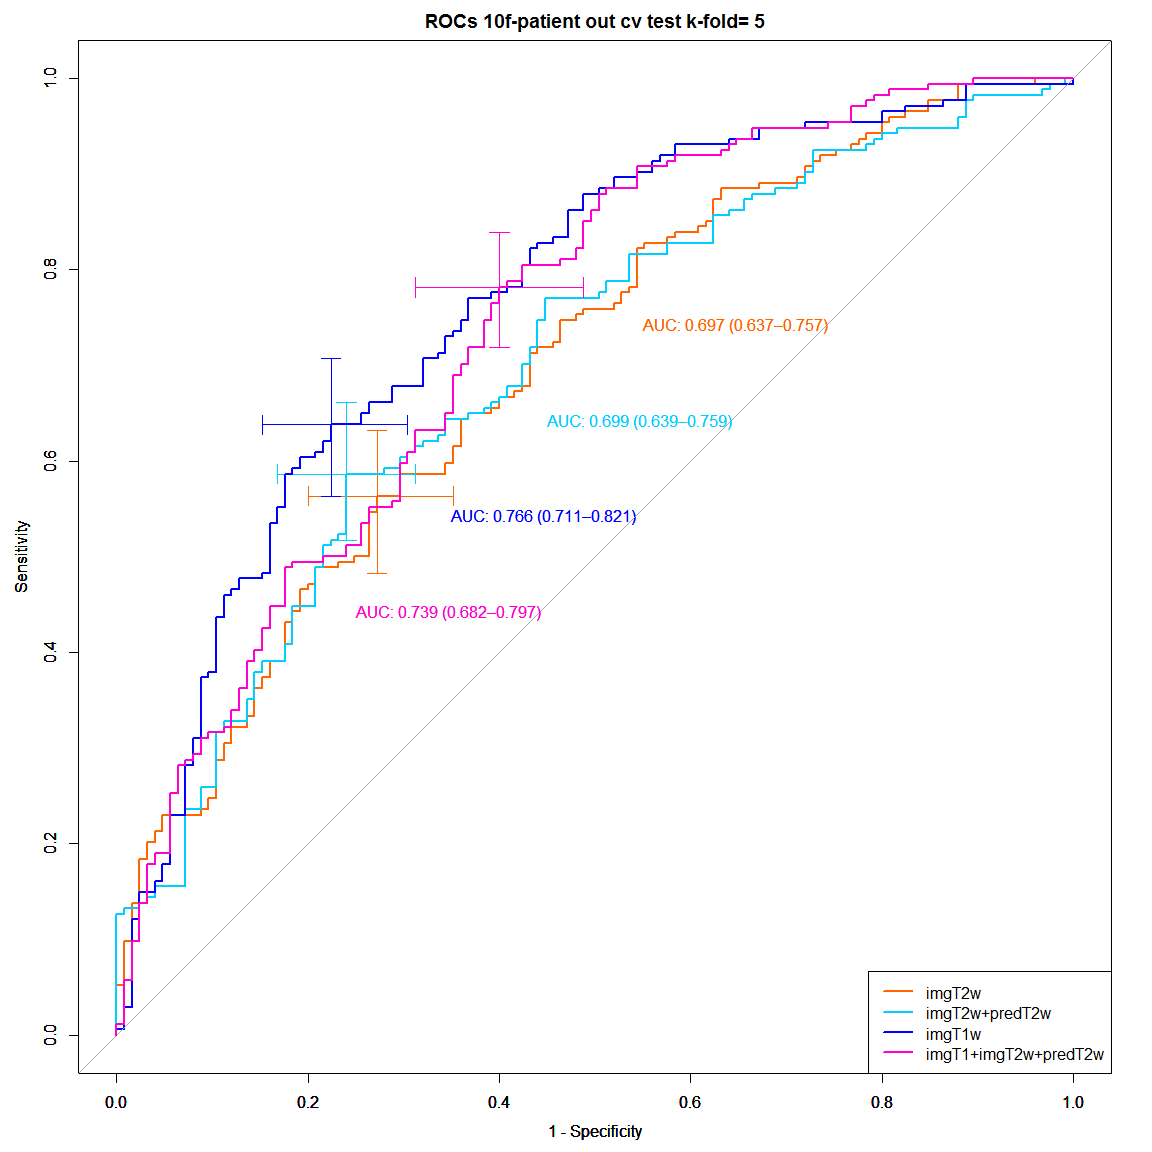 ROCs 10f-patient out cv test k-fold= 5
Sensitivity
1.0
0.8
0.6
0.4
0.2
0.0
AUC: 0.697 (0.637–0.757)
AUC: 0.699 (0.639–0.759)
AUC: 0.766 (0.711–0.821)
AUC: 0.739 (0.682–0.797)
imgT2w
imgT2w+predT2w
imgT1w
imgT1+imgT2w+predT2w
0.0 0.2 0.4 0.6 0.8 1.0
1 - Specificity